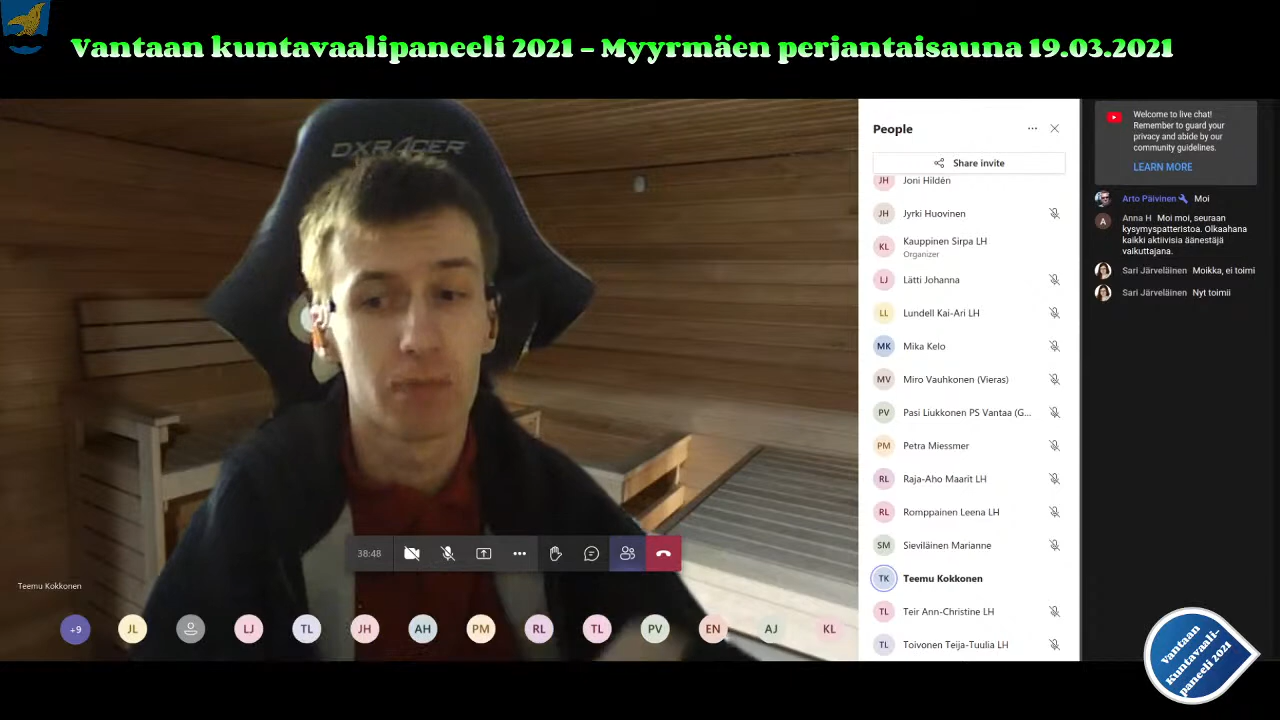 Vantaan kuntavaalipaneeli 2021 – Myyrmäen perjantaisauna 19.03.2021
DXRACER
Teemu Kokkonen
38:48
+9
JL
LJ
TL
JH
AH
PM
RL
TL
PV
EN
AJ
KL
People
Share invite
JH Joni Hildén
JH Jyrki Huovinen
KL Kauppinen Sirpa LH
Organizer
LJ Lätti Johanna
LL Lundell Kai-Ari LH
MK Mika Kelo
MV Miro Vauhkonen (Vieras)
PV Pasi Liukkonen PS Vantaa (G...
PM Petra Miessmer
RL Raja-Aho Maarit LH
RL Romppainen Leena LH
SM Sieviläinen Marianne
TK Teemu Kokkonen
TL Teir Ann-Christine LH
TL Toivonen Teija-Tuulia LH
Welcome to live chat!
Remember to guard your
privacy and abide by our
community guidelines.
LEARN MORE
Arto Päivinen Moi
A Anna H Moi moi, seuraan
kysymyspatteristoa. Olkaahana
kaikki aktiivisia äänestäjä
vaikuttajana.
Sari Järveläinen Moikka, ei toimi
Sari Järveläinen Nyt toimii
Vantaan
Kuntavaali-
paneeli 2021